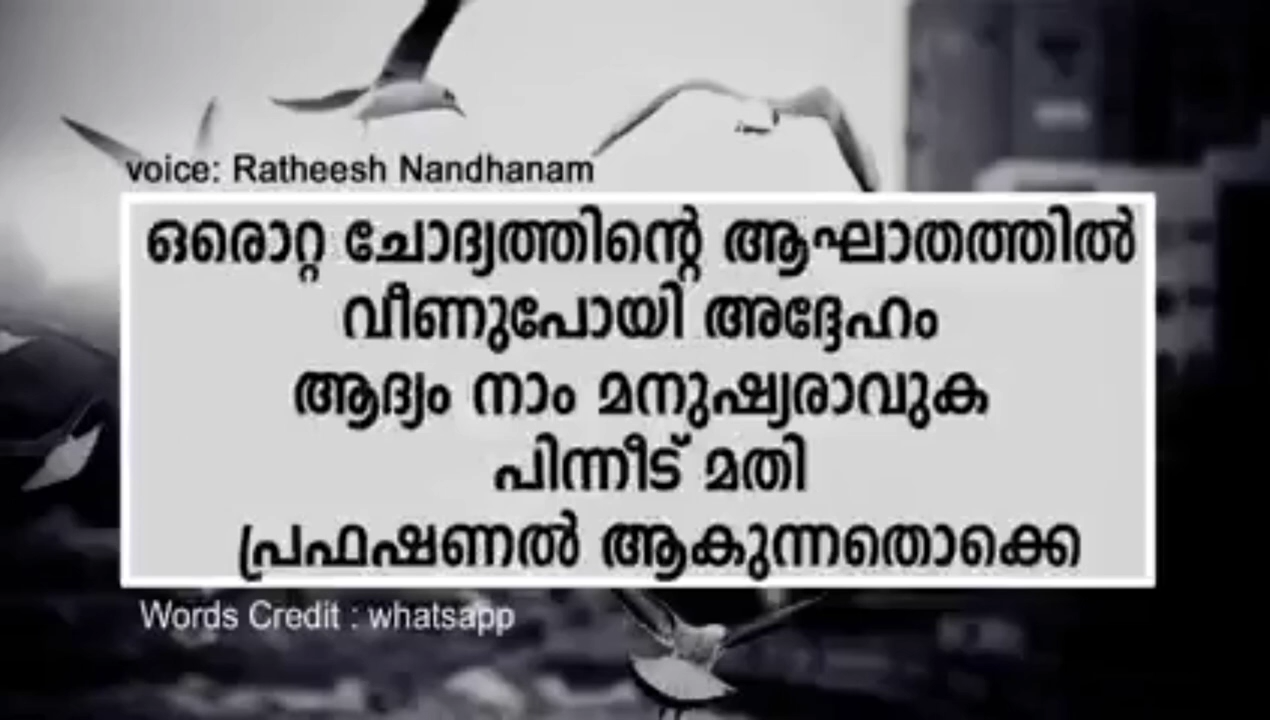 voice: Ratheesh Nandhanam
ഒരൊറ്റ ചോദ്യത്തിന്റെ ആഘാതത്തിൽ
വീണുപോയി അദ്ദേഹം
ആദ്യം നാം മനുഷ്യരാവുക
പിന്നീട് മതി
പ്രഫഷണൽ ആകുന്നതൊക്കെ
Words Credit : whatsapp